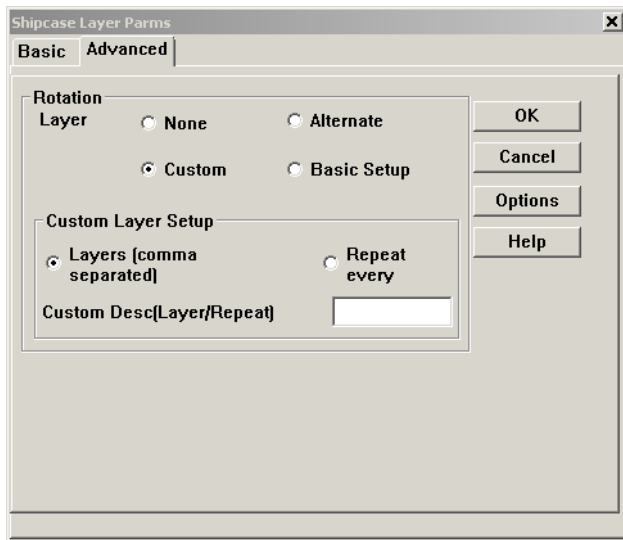 Shipcase Layer Parms
Basic Advanced
Rotation
Layer None Alternate
Custom Basic Setup
Custom Layer Setup
Layers (comma
separated)
Repeat
every
Custom Desc(Layer/Repeat)
OK
Cancel
Options
Help